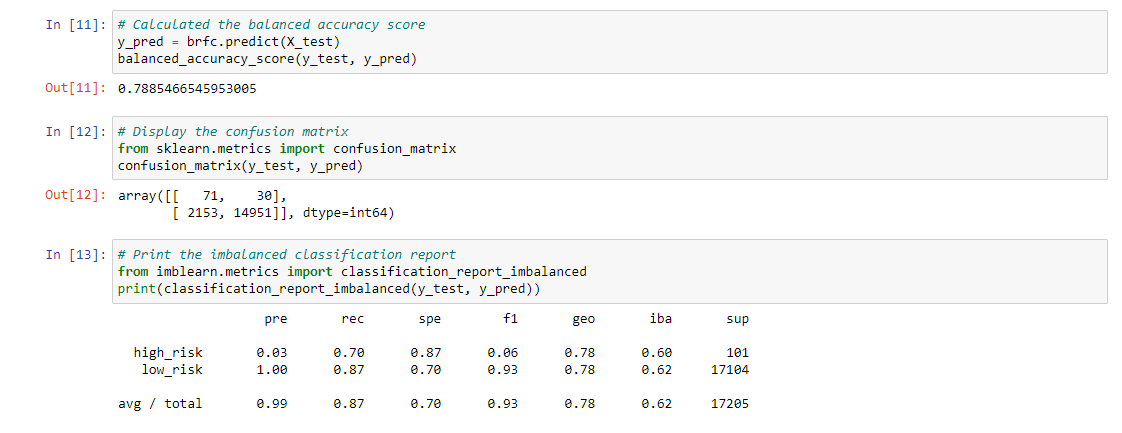 In [11]: # Calculated the balanced accuracy score
y_pred = brfc.predict(X_test)
balanced_accuracy_score(y_test, y_pred)
Out[11]: 0.7885466545953005
In [12]: # Display the confusion matrix
from sklearn.metrics import confusion_matrix
confusion_matrix(y_test, y_pred)
Out[12]: array([[   71,    30],
       [ 2153, 14951]], dtype=int64)
In [13]: # Print the imbalanced classification report
from imblearn.metrics import classification_report_imbalanced
print(classification_report_imbalanced(y_test, y_pred))
                   pre       rec       spe        f1       geo       iba       sup
  high_risk       0.03      0.70      0.87      0.06      0.78      0.60       101
   low_risk       1.00      0.87      0.70      0.93      0.78      0.62     17104
avg / total       0.99      0.87      0.70      0.93      0.78      0.62     17205